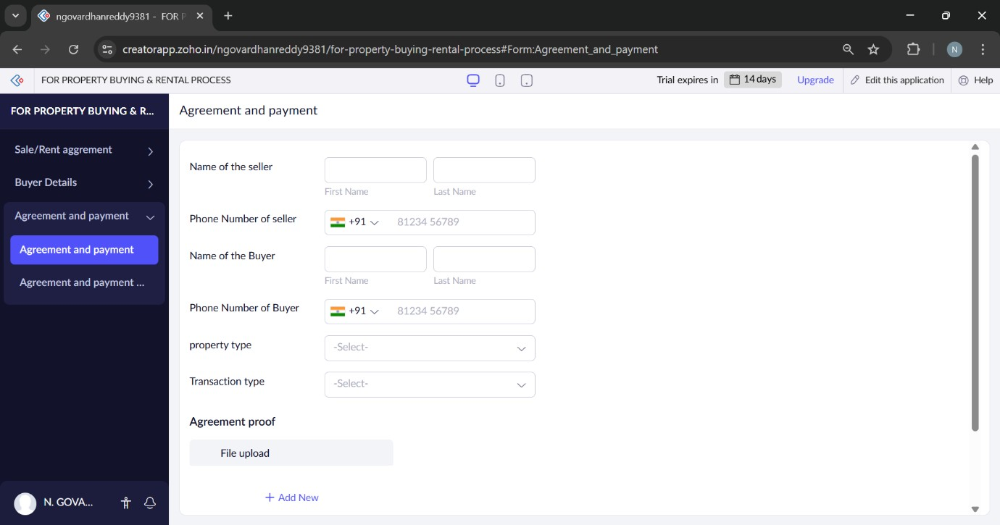 ngovardhanreddy9381 - FOR P
creatorapp.zoho.in/ngovardhanreddy9381/for-property-buying-rental-process#Form:Agreement_and_payment
N
FOR PROPERTY BUYING & RENTAL PROCESS
Trial expires in 14 days Upgrade Edit this application Help
FOR PROPERTY BUYING & R...
Agreement and payment
Sale/Rent aggrement
Buyer Details
Agreement and payment
Agreement and payment
Agreement and payment ...
N. GOVA...
Name of the seller
First Name Last Name
Phone Number of seller +91 81234 56789
Name of the Buyer
First Name Last Name
Phone Number of Buyer +91 81234 56789
property type -Select-
Transaction type -Select-
Agreement proof
File upload
+ Add New